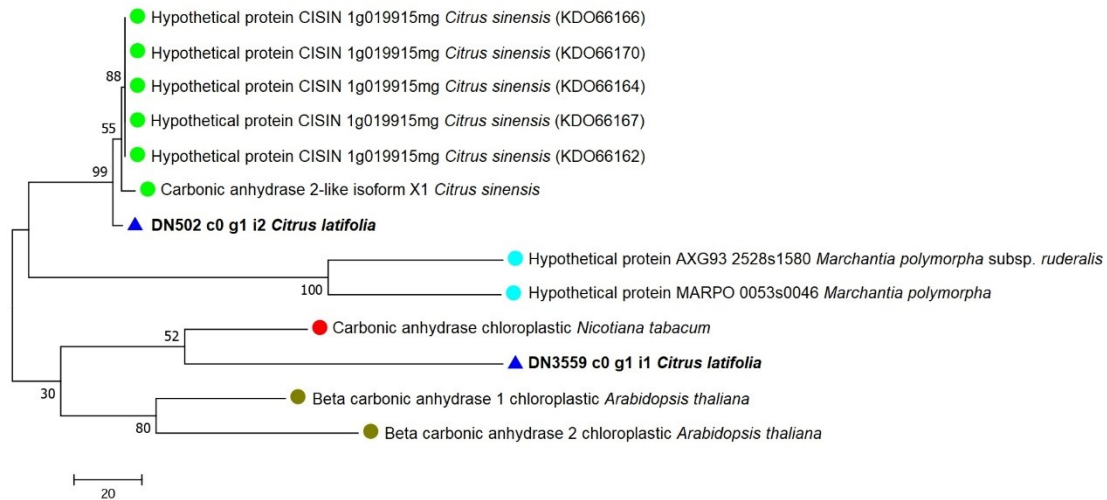 Hypothetical protein CISIN 1g019915mg Citrus sinensis (KDO66166)
Hypothetical protein CISIN 1g019915mg Citrus sinensis (KDO66170)
88
Hypothetical protein CISIN 1g019915mg Citrus sinensis (KDO66164)
55
Hypothetical protein CISIN 1g019915mg Citrus sinensis (KDO66167)
Hypothetical protein CISIN 1g019915mg Citrus sinensis (KDO66162)
99
Carbonic anhydrase 2-like isoform X1 Citrus sinensis
DN502 c0 g1 i2 Citrus latifolia
Hypothetical protein AXG93 2528s1580 Marchantia polymorpha subsp. ruderalis
100
Hypothetical protein MARPO 0053s0046 Marchantia polymorpha
Carbonic anhydrase chloroplastic Nicotiana tabacum
52
DN3559 c0 g1 i1 Citrus latifolia
30
Beta carbonic anhydrase 1 chloroplastic Arabidopsis thaliana
80
Beta carbonic anhydrase 2 chloroplastic Arabidopsis thaliana
20